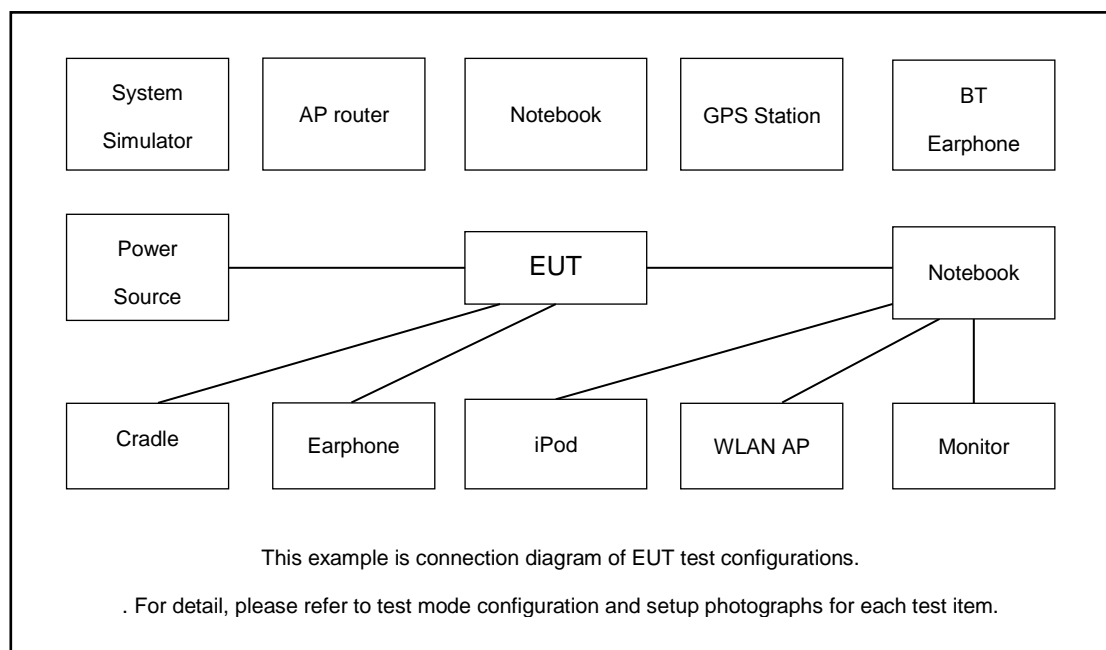 System
Simulator
AP router
Notebook
GPS Station
BT
Earphone
Power
Source
EUT
Notebook
Cradle
Earphone
iPod
WLAN AP
Monitor
This example is connection diagram of EUT test configurations.
. For detail, please refer to test mode configuration and setup photographs for each test item.